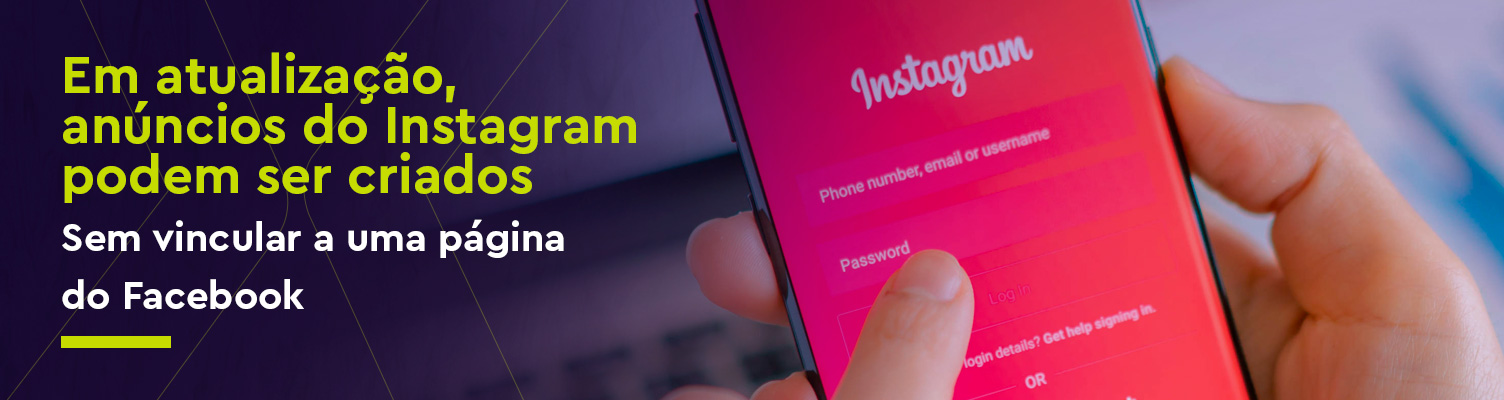 Em atualização,
anúncios do Instagram
podem ser criados
Sem vincular a uma página
do Facebook
Instagram
Phone number, email or username
Password
Log in
login details? Get help signing in.
OR